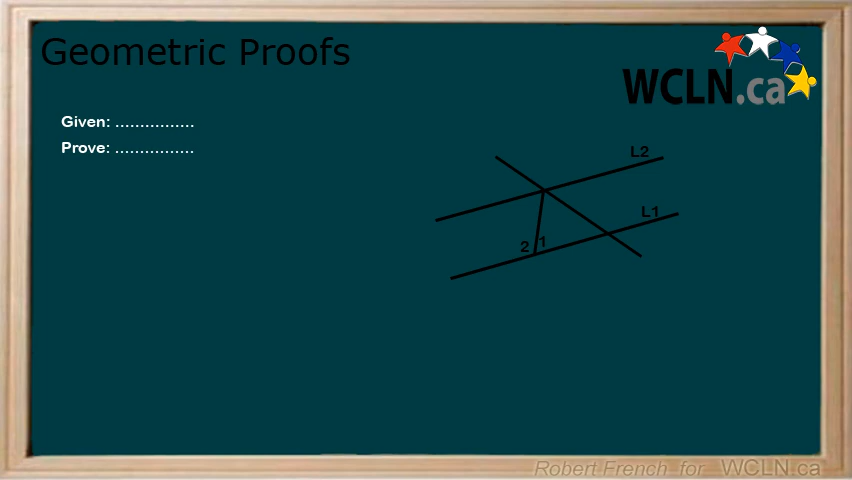 Geometric Proofs
WCLN.ca
Given: ................
Prove: ................
L2
L1
2 1
Robert French for WCLN.ca